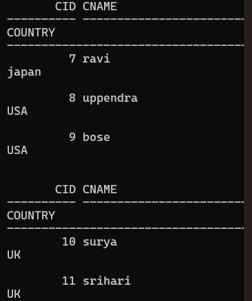 CID CNAME
---------- ------------------------
COUNTRY
-----------------------------------
7 ravi
japan
8 uppendra
USA
9 bose
USA
CID CNAME
---------- ------------------------
COUNTRY
-----------------------------------
10 surya
UK
11 srihari
UK